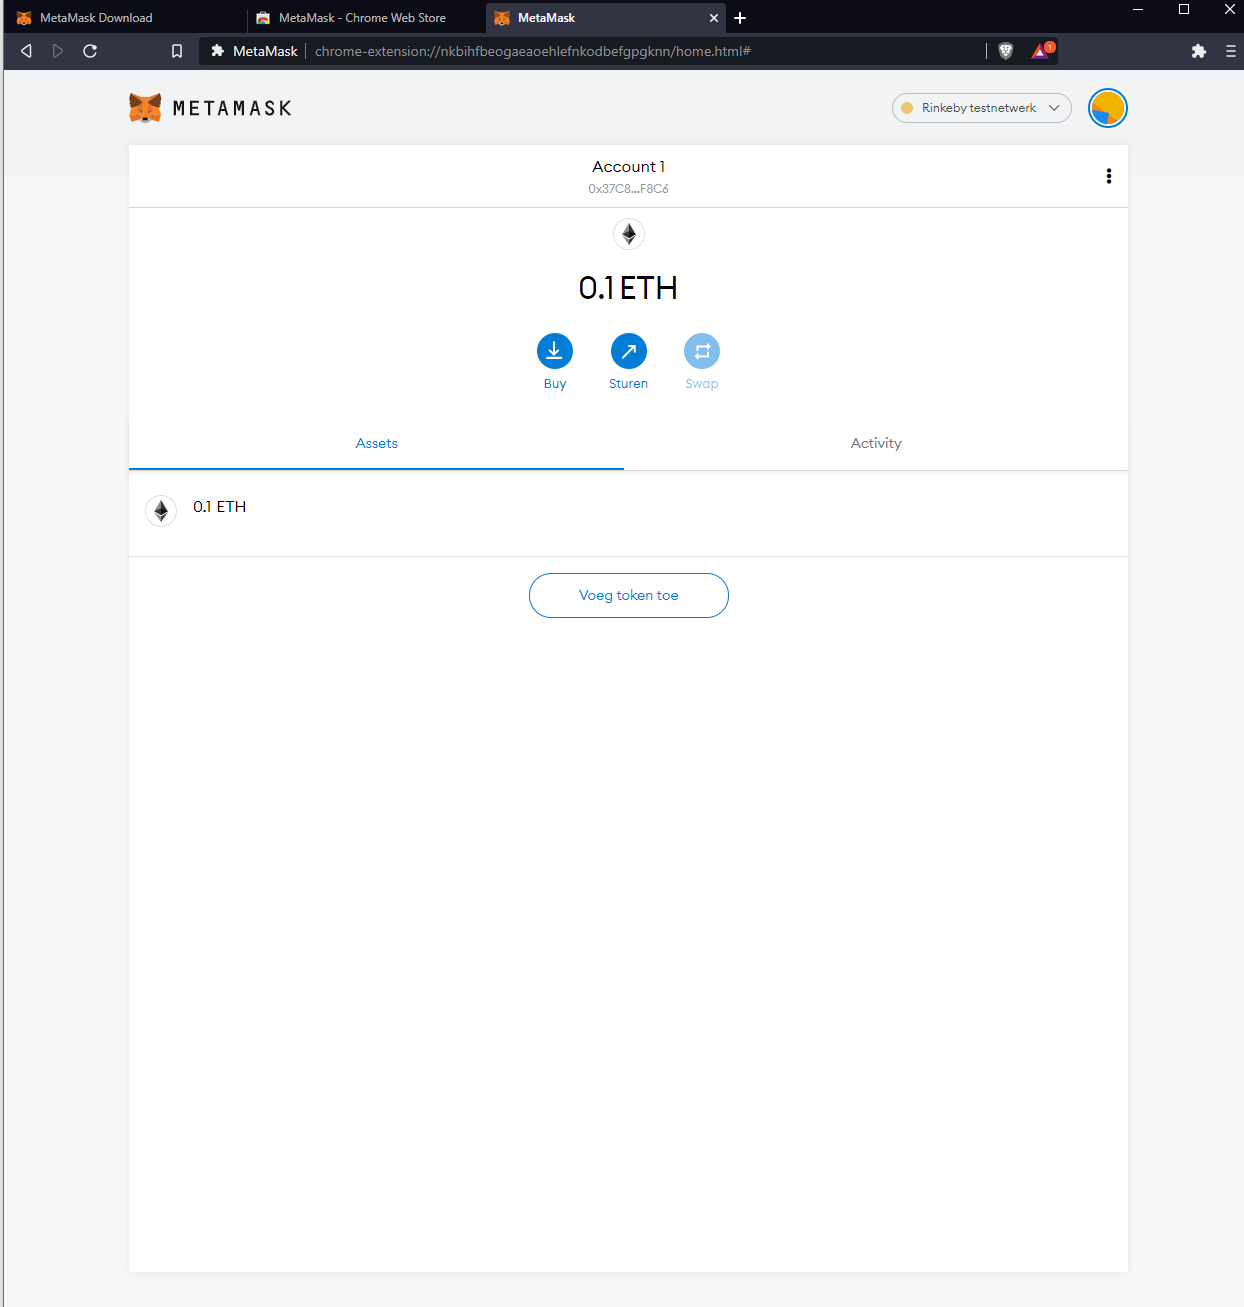 MetaMask Download
MetaMask - Chrome Web Store
MetaMask
MetaMask
chrome-extension://nkbihfbeogaeaoehlefnkodbefgpgknn/home.html#
1
METAMASK
Rinkeby testnetwerk
Account 1
0x37C8...F8C6
0.1 ETH
Buy
Sturen
Swap
Assets
Activity
0.1 ETH
Voeg token toe